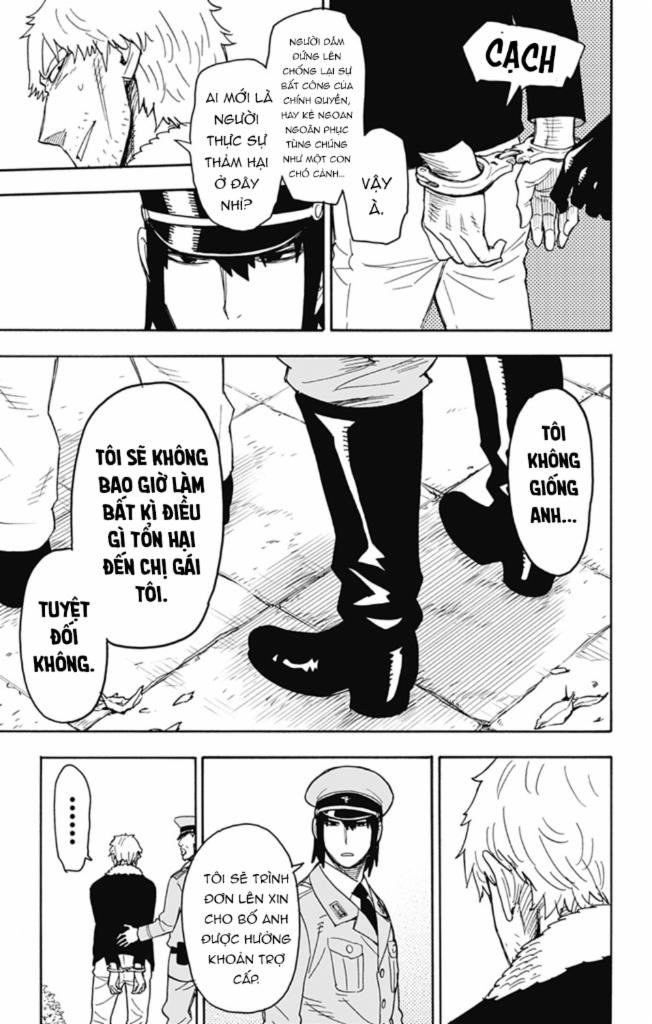 CẠCH
VẬY
À.
NGƯỜI DÁM
ĐỨNG LÊN
CHỐNG LẠI SỰ
BẤT CÔNG CỦA
CHÍNH QUYỀN,
HAY KẺ NGOAN
NGOÃN PHỤC
TÙNG CHÚNG
NHƯ MỘT CON
CHÓ CẢNH...
AI MỚI LÀ
NGƯỜI
THỰC SỰ
THẢM HẠI
Ở ĐÂY
NHỈ?
TÔI
KHÔNG
GIỐNG
ANH...
TÔI SẼ KHÔNG
BAO GIỜ LÀM
BẤT KÌ ĐIỀU
GÌ TỔN HẠI
ĐẾN CHỊ GÁI
TÔI.
TUYỆT
ĐỐI
KHÔNG.
TÔI SẼ TRÌNH
ĐƠN LÊN XIN
CHO BỐ ANH
ĐƯỢC HƯỞNG
KHOẢN TRỢ
CẤP.
......